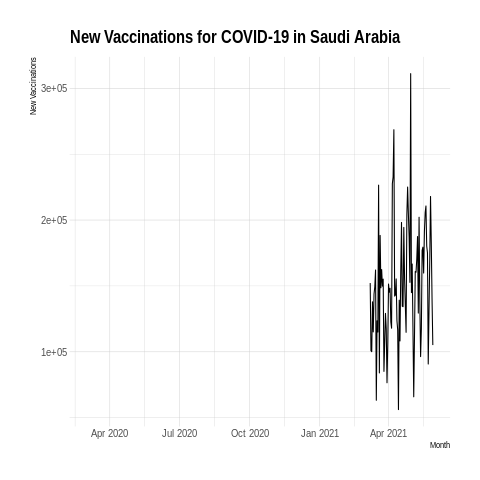 New Vaccinations for COVID-19 in Saudi Arabia
New Vaccinations
3e+05
2e+05
1e+05
Apr 2020 Jul 2020 Oct 2020 Jan 2021 Apr 2021
Month